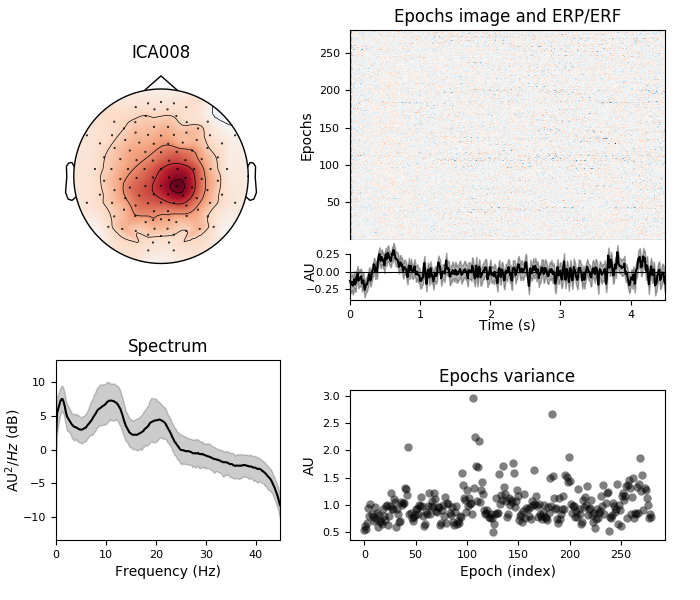 ICA008
Epochs image and ERP/ERF
Epochs
250
200
150
100
50
AU
0.25
0.00
−0.25
0 1 2 3 4
Time (s)
Spectrum
AU²/Hz (dB)
10
5
0
−5
−10
0 10 20 30 40
Frequency (Hz)
Epochs variance
AU
3.0
2.5
2.0
1.5
1.0
0.5
0 50 100 150 200 250
Epoch (index)